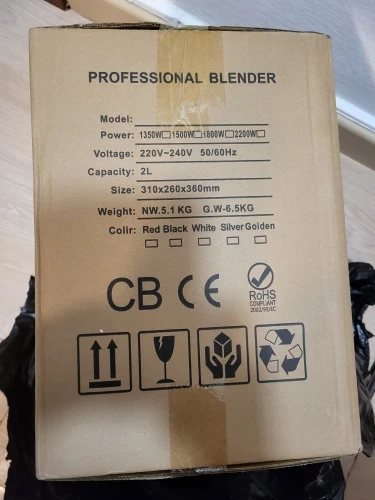 PROFESSIONAL BLENDER
Model:
Power: 1350W□ 1500W□ 1800W□ 2200W□
Voltage: 220V~240V 50/60Hz
Capacity: 2L
Size: 310x260x360mm
Weight: NW.5.1 KG G.W-6.5KG
Colir: Red Black White Silver Golden
□ □ □ □ □
CB CE
RoHS
COMPLIANT
2002/95/EC